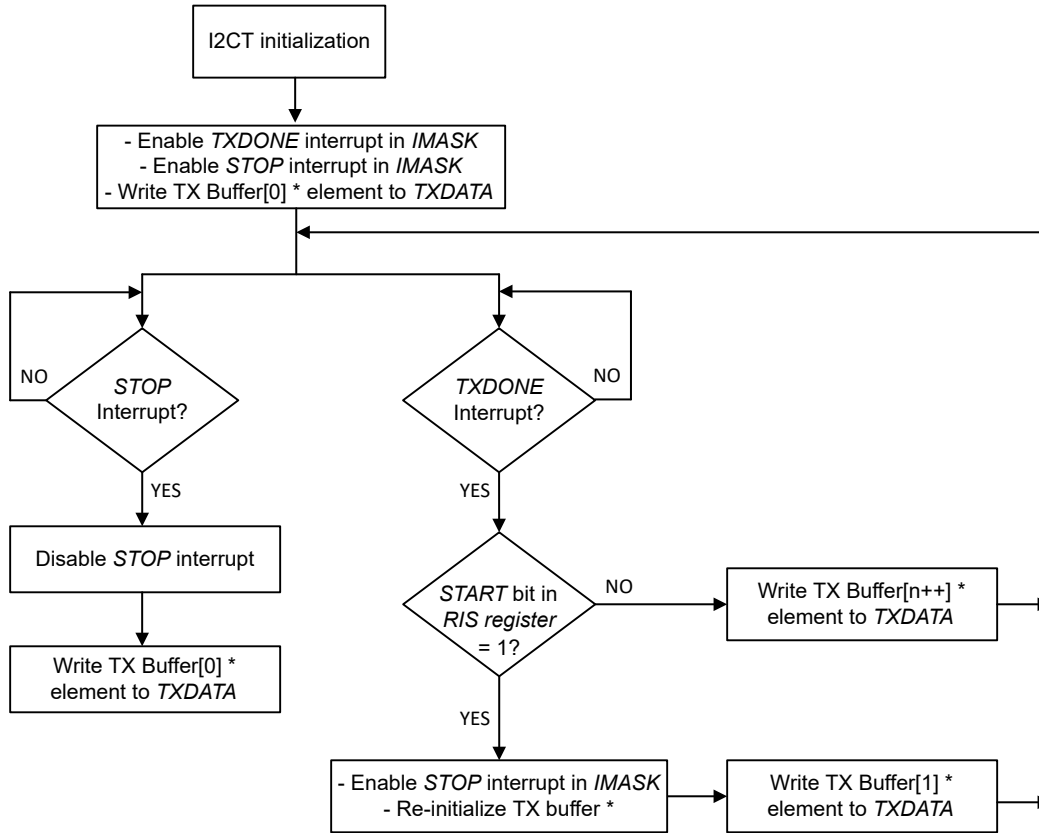 I2CT initialization
- Enable TXDONE interrupt in IMASK
- Enable STOP interrupt in IMASK
- Write TX Buffer[0] * element to TXDATA
NO
STOP
Interrupt?
YES
Disable STOP interrupt
Write TX Buffer[0] *
element to TXDATA
TXDONE
Interrupt?
NO
YES
START bit in
RIS register
= 1?
NO
Write TX Buffer[n++] *
element to TXDATA
YES
- Enable STOP interrupt in IMASK
- Re-initialize TX buffer *
Write TX Buffer[1] *
element to TXDATA